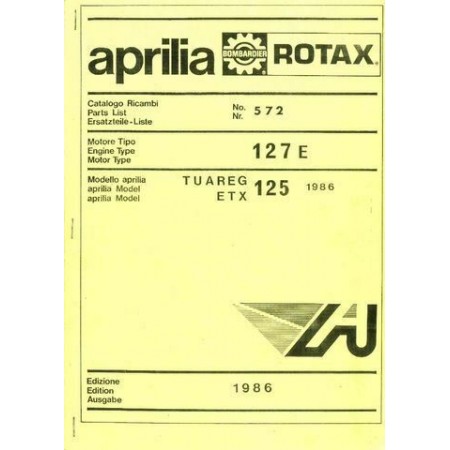 aprilia BOMBARDIER ROTAX
Catalogo Ricambi
Parts List
Ersatzteile-Liste
No.
Nr.
572
Motore Tipo
Engine Type
Motor Type
127 E
Modello aprilia
aprilia Model
aprilia Model
TUAREG
ETX
125 1986
Edizione
Edition
Ausgabe
1986